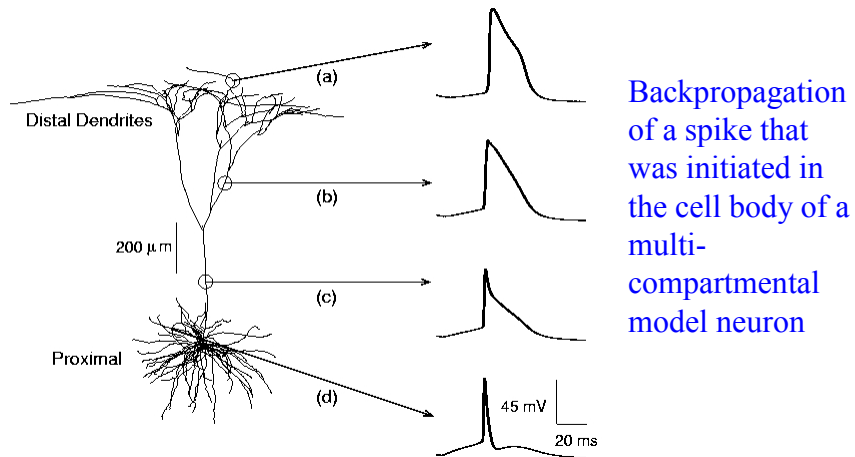 (a)
Distal Dendrites
(b)
200 μm
(c)
Proximal
(d)
45 mV
20 ms
Backpropagation
of a spike that
was initiated in
the cell body of a
multi-
compartmental
model neuron